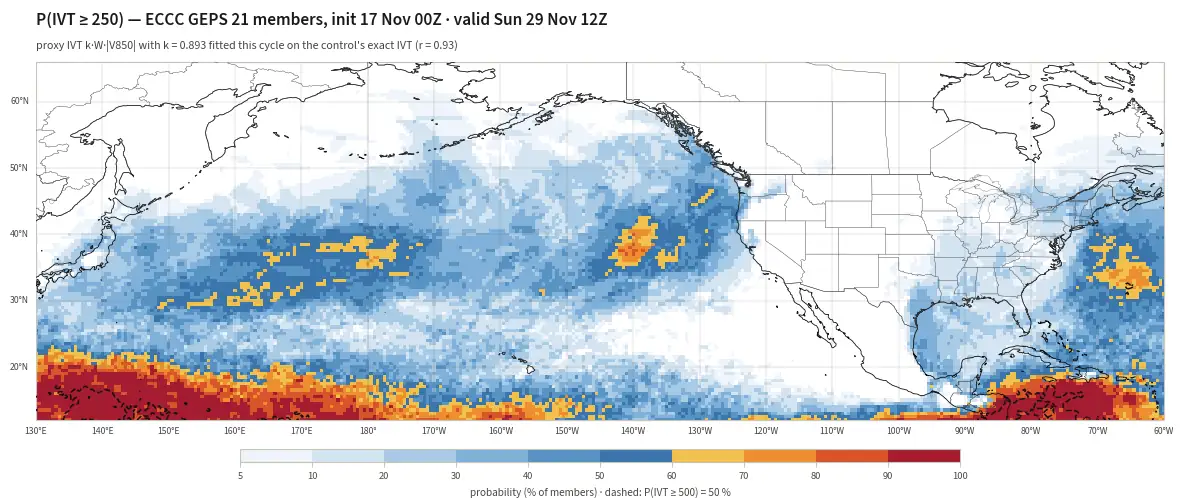 P(IVT ≥ 250) — ECCC GEPS 21 members, init 17 Nov 00Z · valid Sun 29 Nov 12Z
proxy IVT k·W·|V850| with k = 0.893 fitted this cycle on the control's exact IVT (r = 0.93)
60°N
50°N
40°N
30°N
20°N
130°E 140°E 150°E 160°E 170°E 180° 170°W 160°W 150°W 140°W 130°W 120°W 110°W 100°W 90°W 80°W 70°W 60°W
5 10 20 30 40 50 60 70 80 90 100
probability (% of members) · dashed: P(IVT ≥ 500) = 50 %